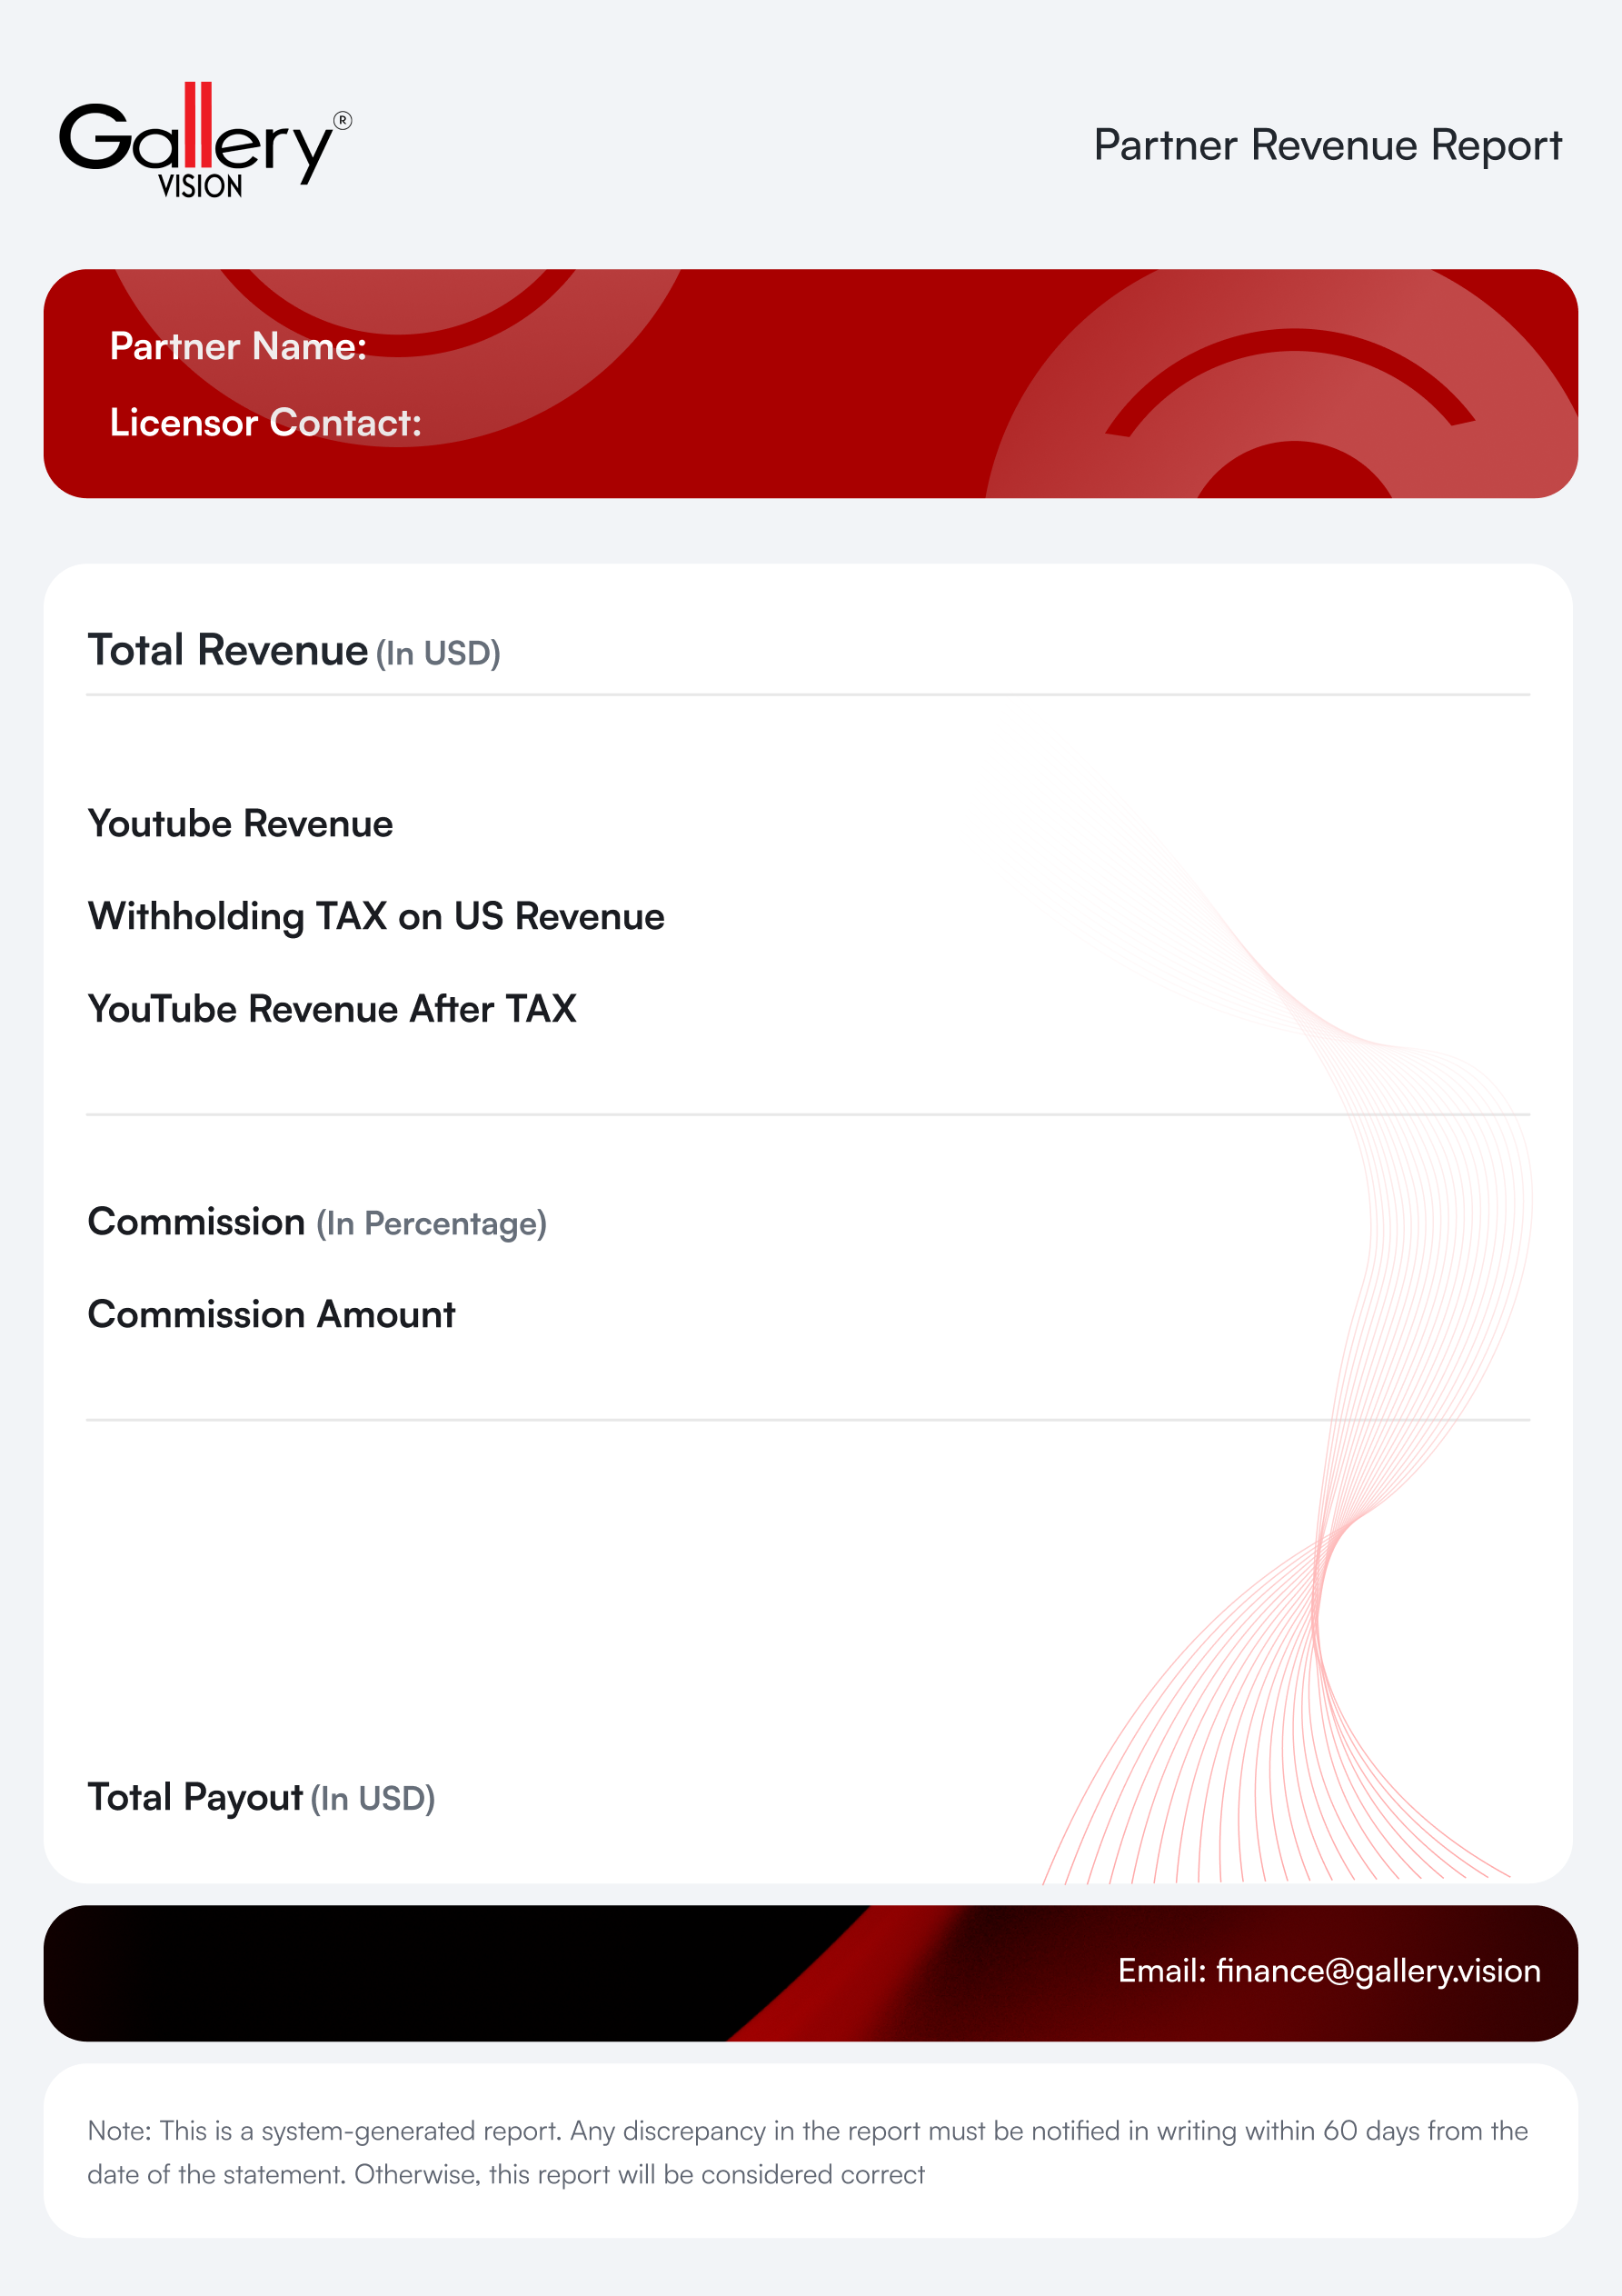 Gallery®
VISION
Partner Revenue Report
Partner Name:
Licensor Contact:
Total Revenue (In USD)
Youtube Revenue
Withholding TAX on US Revenue
YouTube Revenue After TAX
Commission (In Percentage)
Commission Amount
Total Payout (In USD)
Email: finance@gallery.vision
Note: This is a system-generated report. Any discrepancy in the report must be notified in writing within 60 days from the
date of the statement. Otherwise, this report will be considered correct